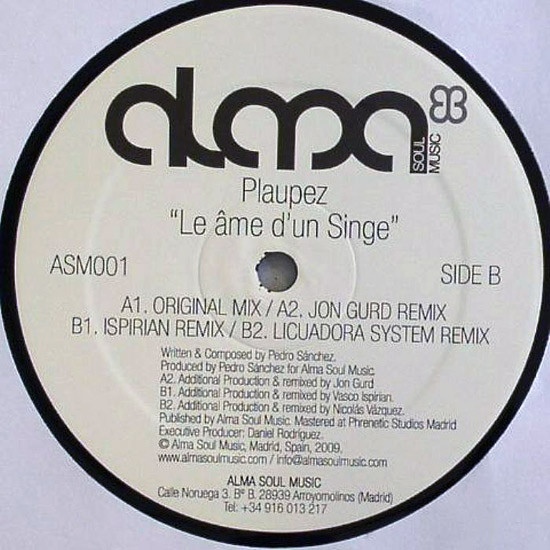 alma
SOUL
MUSIC
Plaupez
"Le âme d'un Singe"
ASM001
SIDE B
A1. ORIGINAL MIX / A2. JON GURD REMIX
B1. ISPIRIAN REMIX / B2. LICUADORA SYSTEM REMIX
Written & Composed by Pedro Sánchez.
Produced by Pedro Sánchez for Alma Soul Music.
A2. Additional Production & remixed by Jon Gurd
B1. Additional Production & remixed by Vasco Ispirian.
B2. Additional Production & remixed by Nicolás Vázquez.
Published by Alma Soul Music. Mastered at Phrenetic Studios Madrid
Executive Producer: Daniel Rodríguez.
© Alma Soul Music, Madrid, Spain, 2009.
www.almasoulmusic.com / info@almasoulmusic.com
ALMA SOUL MUSIC
Calle Noruega 3. Bº B. 28939 Arroyomolinos (Madrid)
Tel: +34 916 013 217